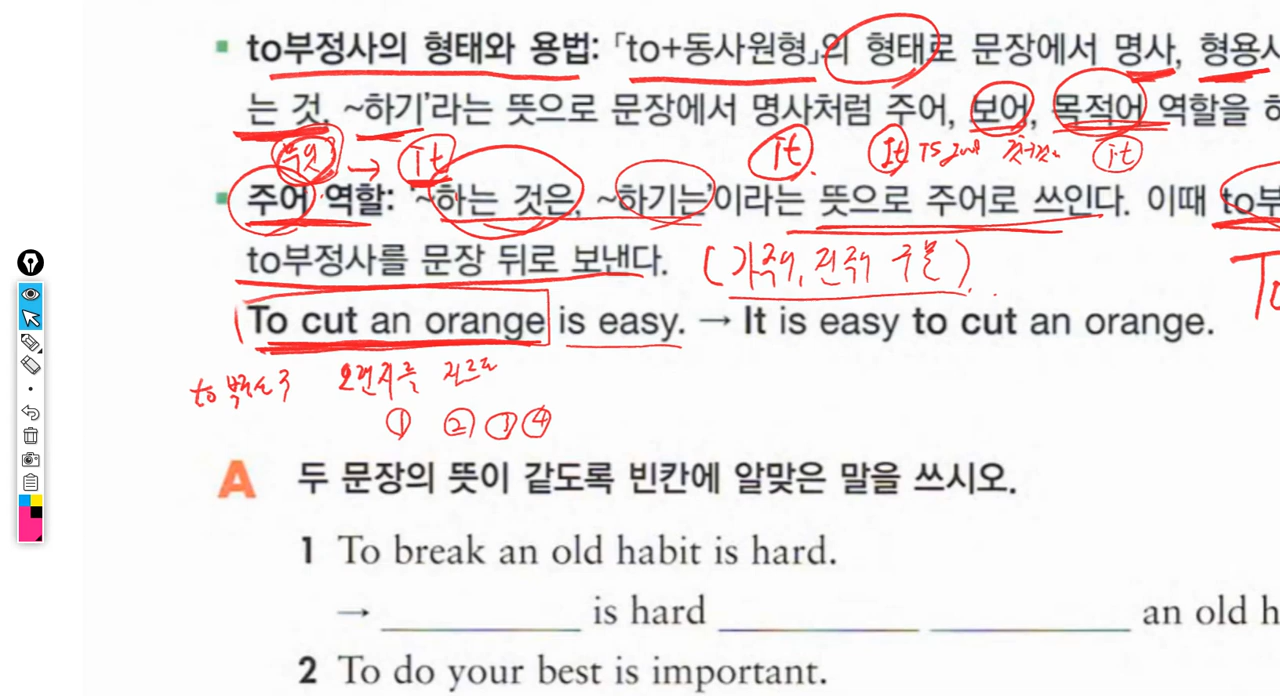 to부정사의 형태와 용법: 「to+동사원형」의 형태로 문장에서 명사, 형용사
는 것, ~하기'라는 뜻으로 문장에서 명사처럼 주어, 보어, 목적어 역할을 하
→ It It. It It
주어 역할: '~하는 것은, ~하기는'이라는 뜻으로 주어로 쓰인다. 이때 to부
to부정사를 문장 뒤로 보낸다. (가주어, 진주어 구문)
To
To cut an orange is easy. → It is easy to cut an orange.
오렌지를
① ② ③ ④
A 두 문장의 뜻이 같도록 빈칸에 알맞은 말을 쓰시오.
1 To break an old habit is hard.
→ is hard an old h
2 To do your best is important.